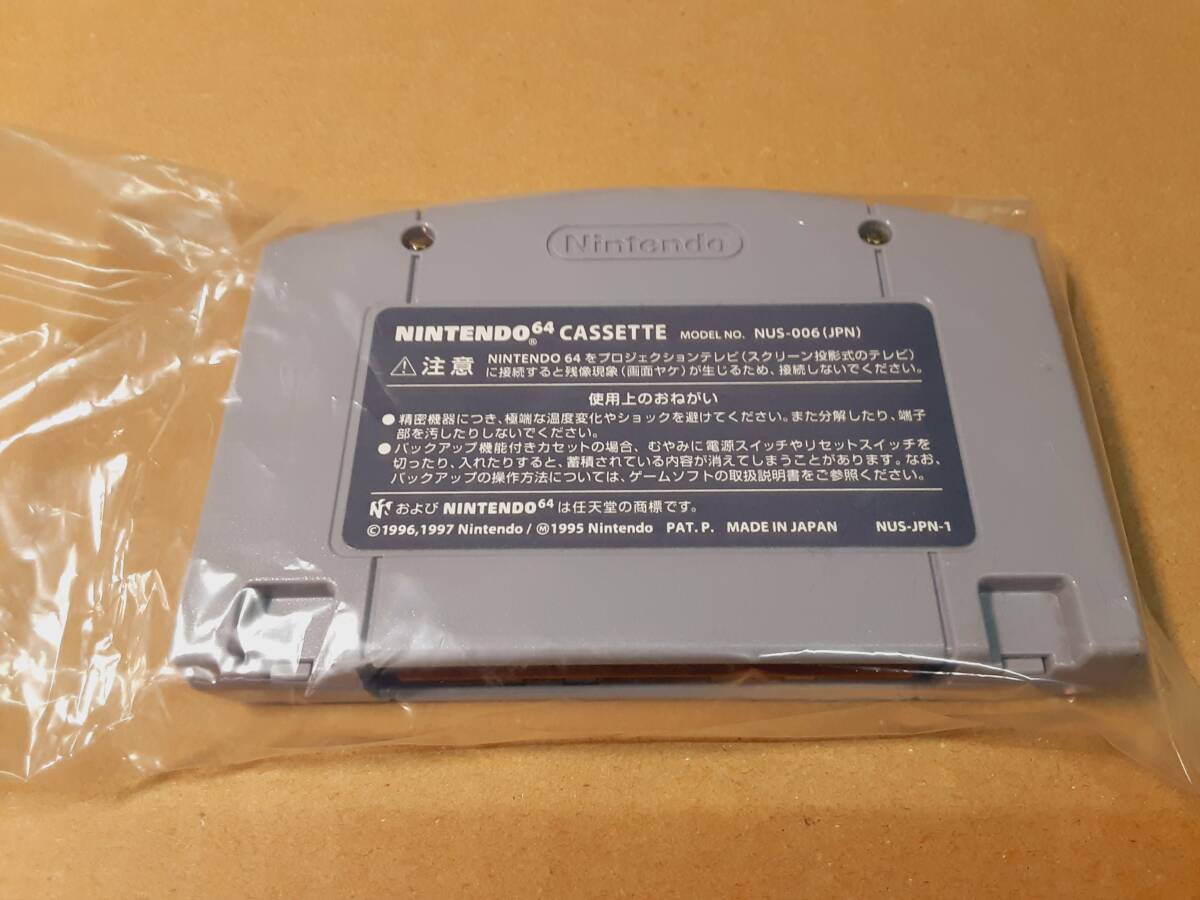 Nintendo
NINTENDO64® CASSETTE MODEL NO. NUS-006(JPN)
注意 NINTENDO 64 をプロジェクションテレビ(スクリーン投影式のテレビ)
に接続すると残像現象(画面ヤケ)が生じるため、接続しないでください。
使用上のおねがい
●精密機器につき、極端な温度変化やショックを避けてください。また分解したり、端子
部を汚したりしないでください。
●バックアップ機能付きカセットの場合、むやみに電源スイッチやリセットスイッチを
切ったり、入れたりすると、蓄積されている内容が消えてしまうことがあります。なお、
バックアップの操作方法については、ゲームソフトの取扱説明書をご参照ください。
および NINTENDO64 は任天堂の商標です。
©1996,1997 Nintendo/Ⓜ1995 Nintendo PAT.P. MADE IN JAPAN NUS-JPN-1